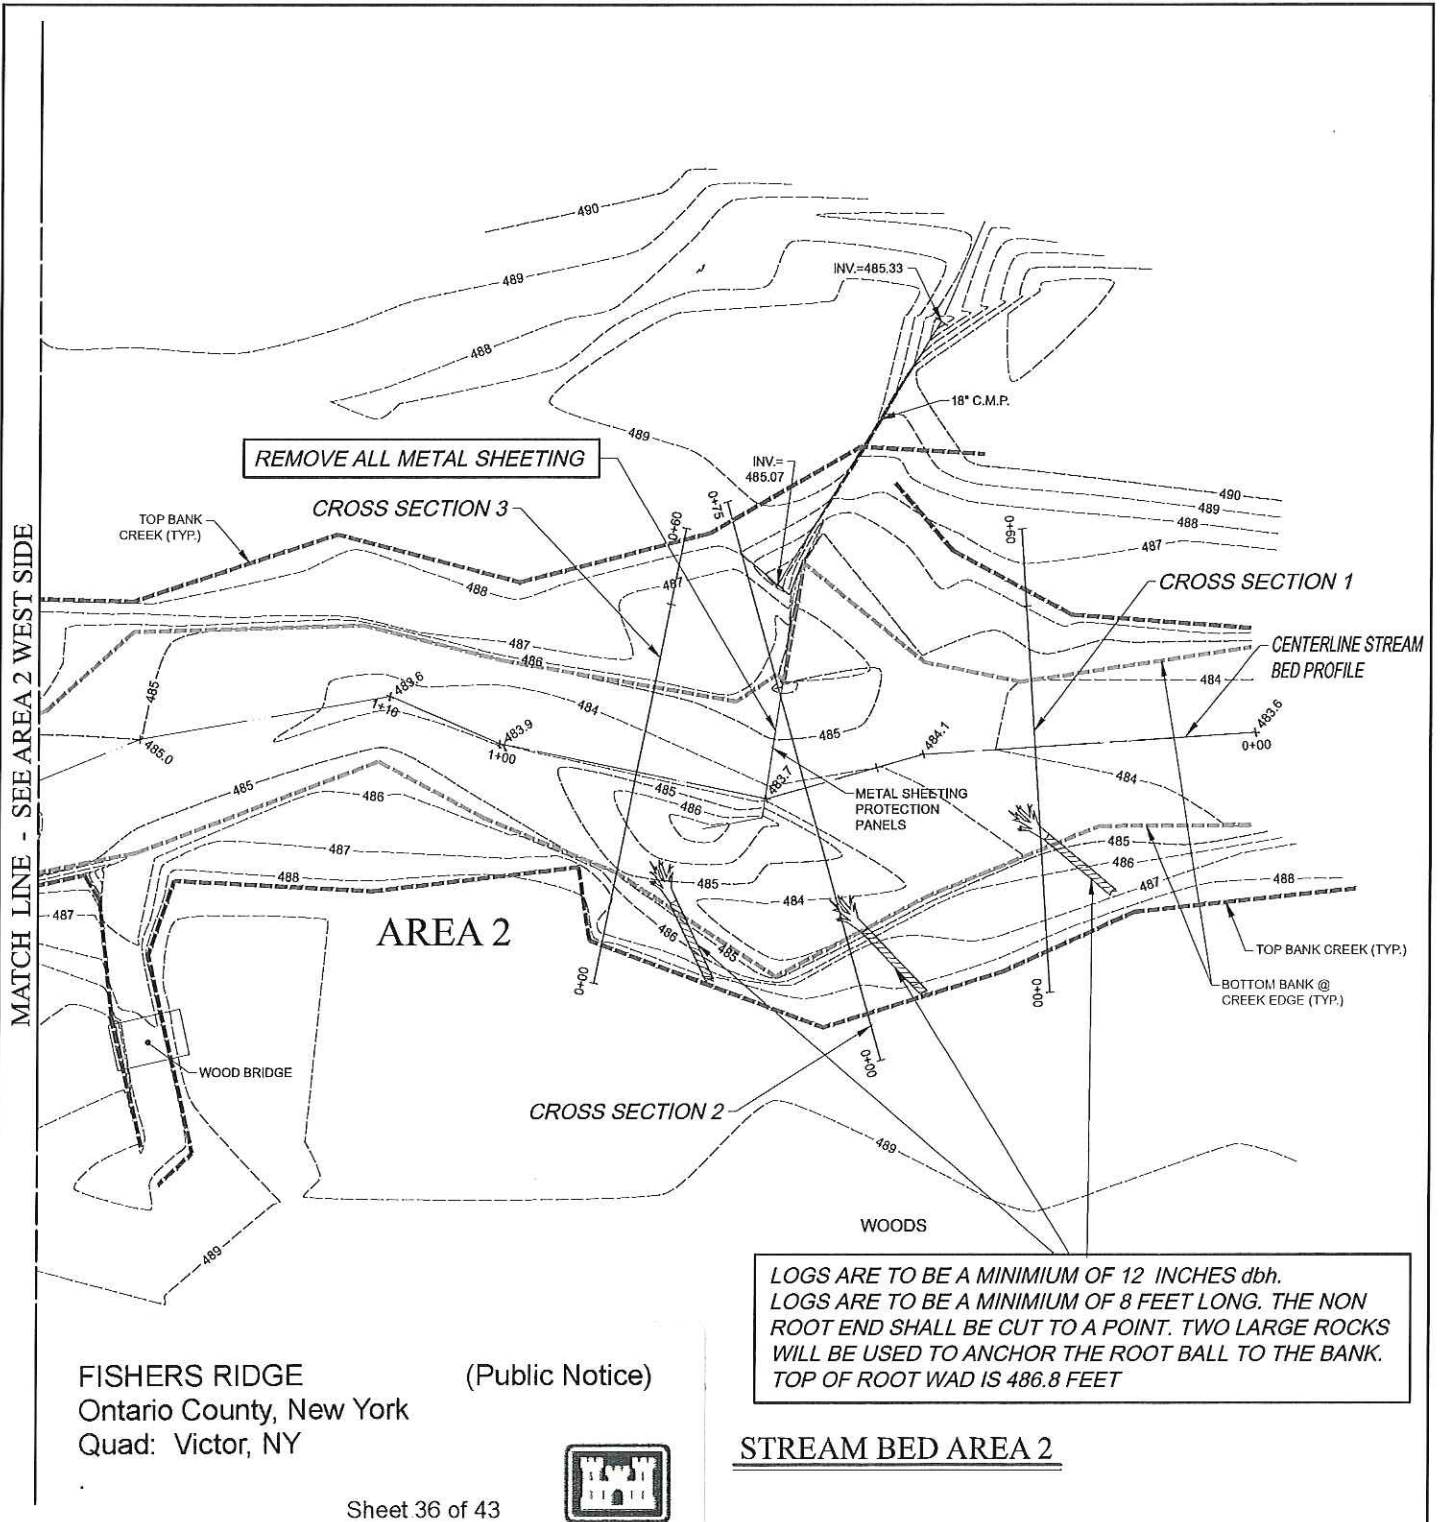 490
489
488
INV.=485.33
18" C.M.P.
489
REMOVE ALL METAL SHEETING
INV.=
485.07
CROSS SECTION 3
0+60
0+75
0+60
490
489
488
487
TOP BANK
CREEK (TYP.)
488
487
CROSS SECTION 1
487
486
CENTERLINE STREAM
BED PROFILE
484
485
483.6
1+16
484
483.9
1+00
485.0
485
484.1
483.6
0+00
484
483.7
METAL SHEETING
PROTECTION
PANELS
485
486
485
486
487
488
485
484
485
486
487
488
487
AREA 2
486
485
TOP BANK CREEK (TYP.)
BOTTOM BANK @
CREEK EDGE (TYP.)
0+00
0+00
0+00
WOOD BRIDGE
CROSS SECTION 2
489
489
WOODS
MATCH LINE - SEE AREA 2 WEST SIDE
LOGS ARE TO BE A MINIMIUM OF 12 INCHES dbh.
LOGS ARE TO BE A MINIMIUM OF 8 FEET LONG. THE NON
ROOT END SHALL BE CUT TO A POINT. TWO LARGE ROCKS
WILL BE USED TO ANCHOR THE ROOT BALL TO THE BANK.
TOP OF ROOT WAD IS 486.8 FEET
FISHERS RIDGE (Public Notice)
Ontario County, New York
Quad: Victor, NY
STREAM BED AREA 2
Sheet 36 of 43